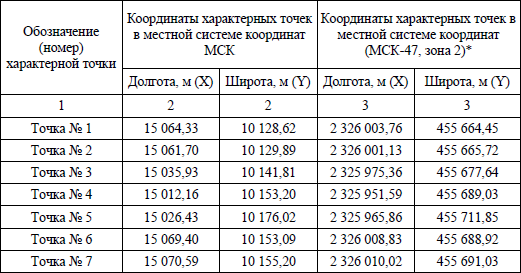 Обозначение (номер) характерной точки
Координаты характерных точек в местной системе координат МСК
Координаты характерных точек в местной системе координат (МСК-47, зона 2)*
Долгота, м (X) Широта, м (Y) Долгота, м (X) Широта, м (Y)
1 2 2 3 3
Точка № 1 15 064,33 10 128,62 2 326 003,76 455 664,45
Точка № 2 15 061,70 10 129,89 2 326 001,13 455 665,72
Точка № 3 15 035,93 10 141,81 2 325 975,36 455 677,64
Точка № 4 15 012,16 10 153,20 2 325 951,59 455 689,03
Точка № 5 15 026,43 10 176,02 2 325 965,86 455 711,85
Точка № 6 15 069,40 10 153,09 2 326 008,83 455 688,92
Точка № 7 15 070,59 10 155,20 2 326 010,02 455 691,03